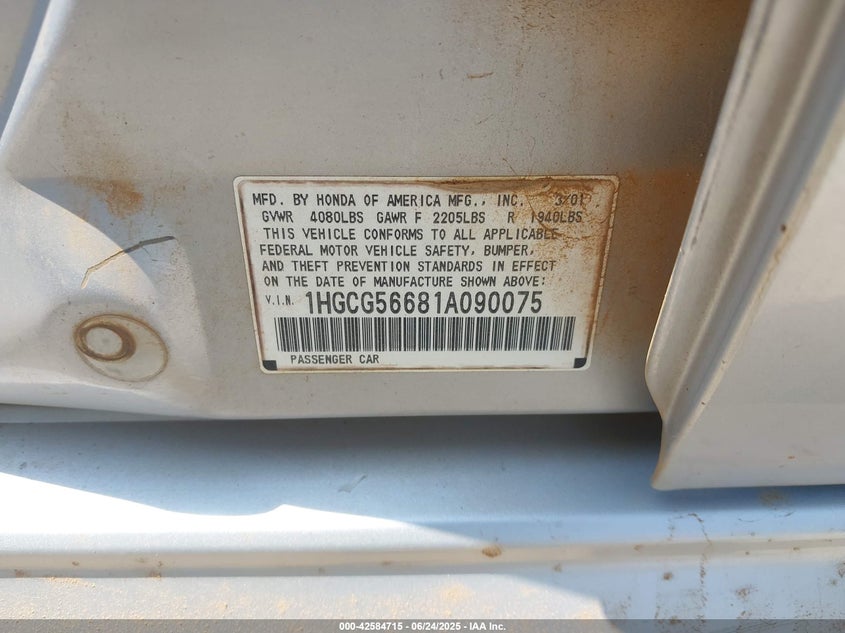 MFD. BY HONDA OF AMERICA MFG., INC. 3/01
GVWR 4080LBS GAWR F 2205LBS R 1940LBS
THIS VEHICLE CONFORMS TO ALL APPLICABLE
FEDERAL MOTOR VEHICLE SAFETY, BUMPER,
AND THEFT PREVENTION STANDARDS IN EFFECT
ON THE DATE OF MANUFACTURE SHOWN ABOVE:
V.I.N. 1HGCG56681A090075
PASSENGER CAR
000-42584715 - 06/24/2025 - IAA Inc.